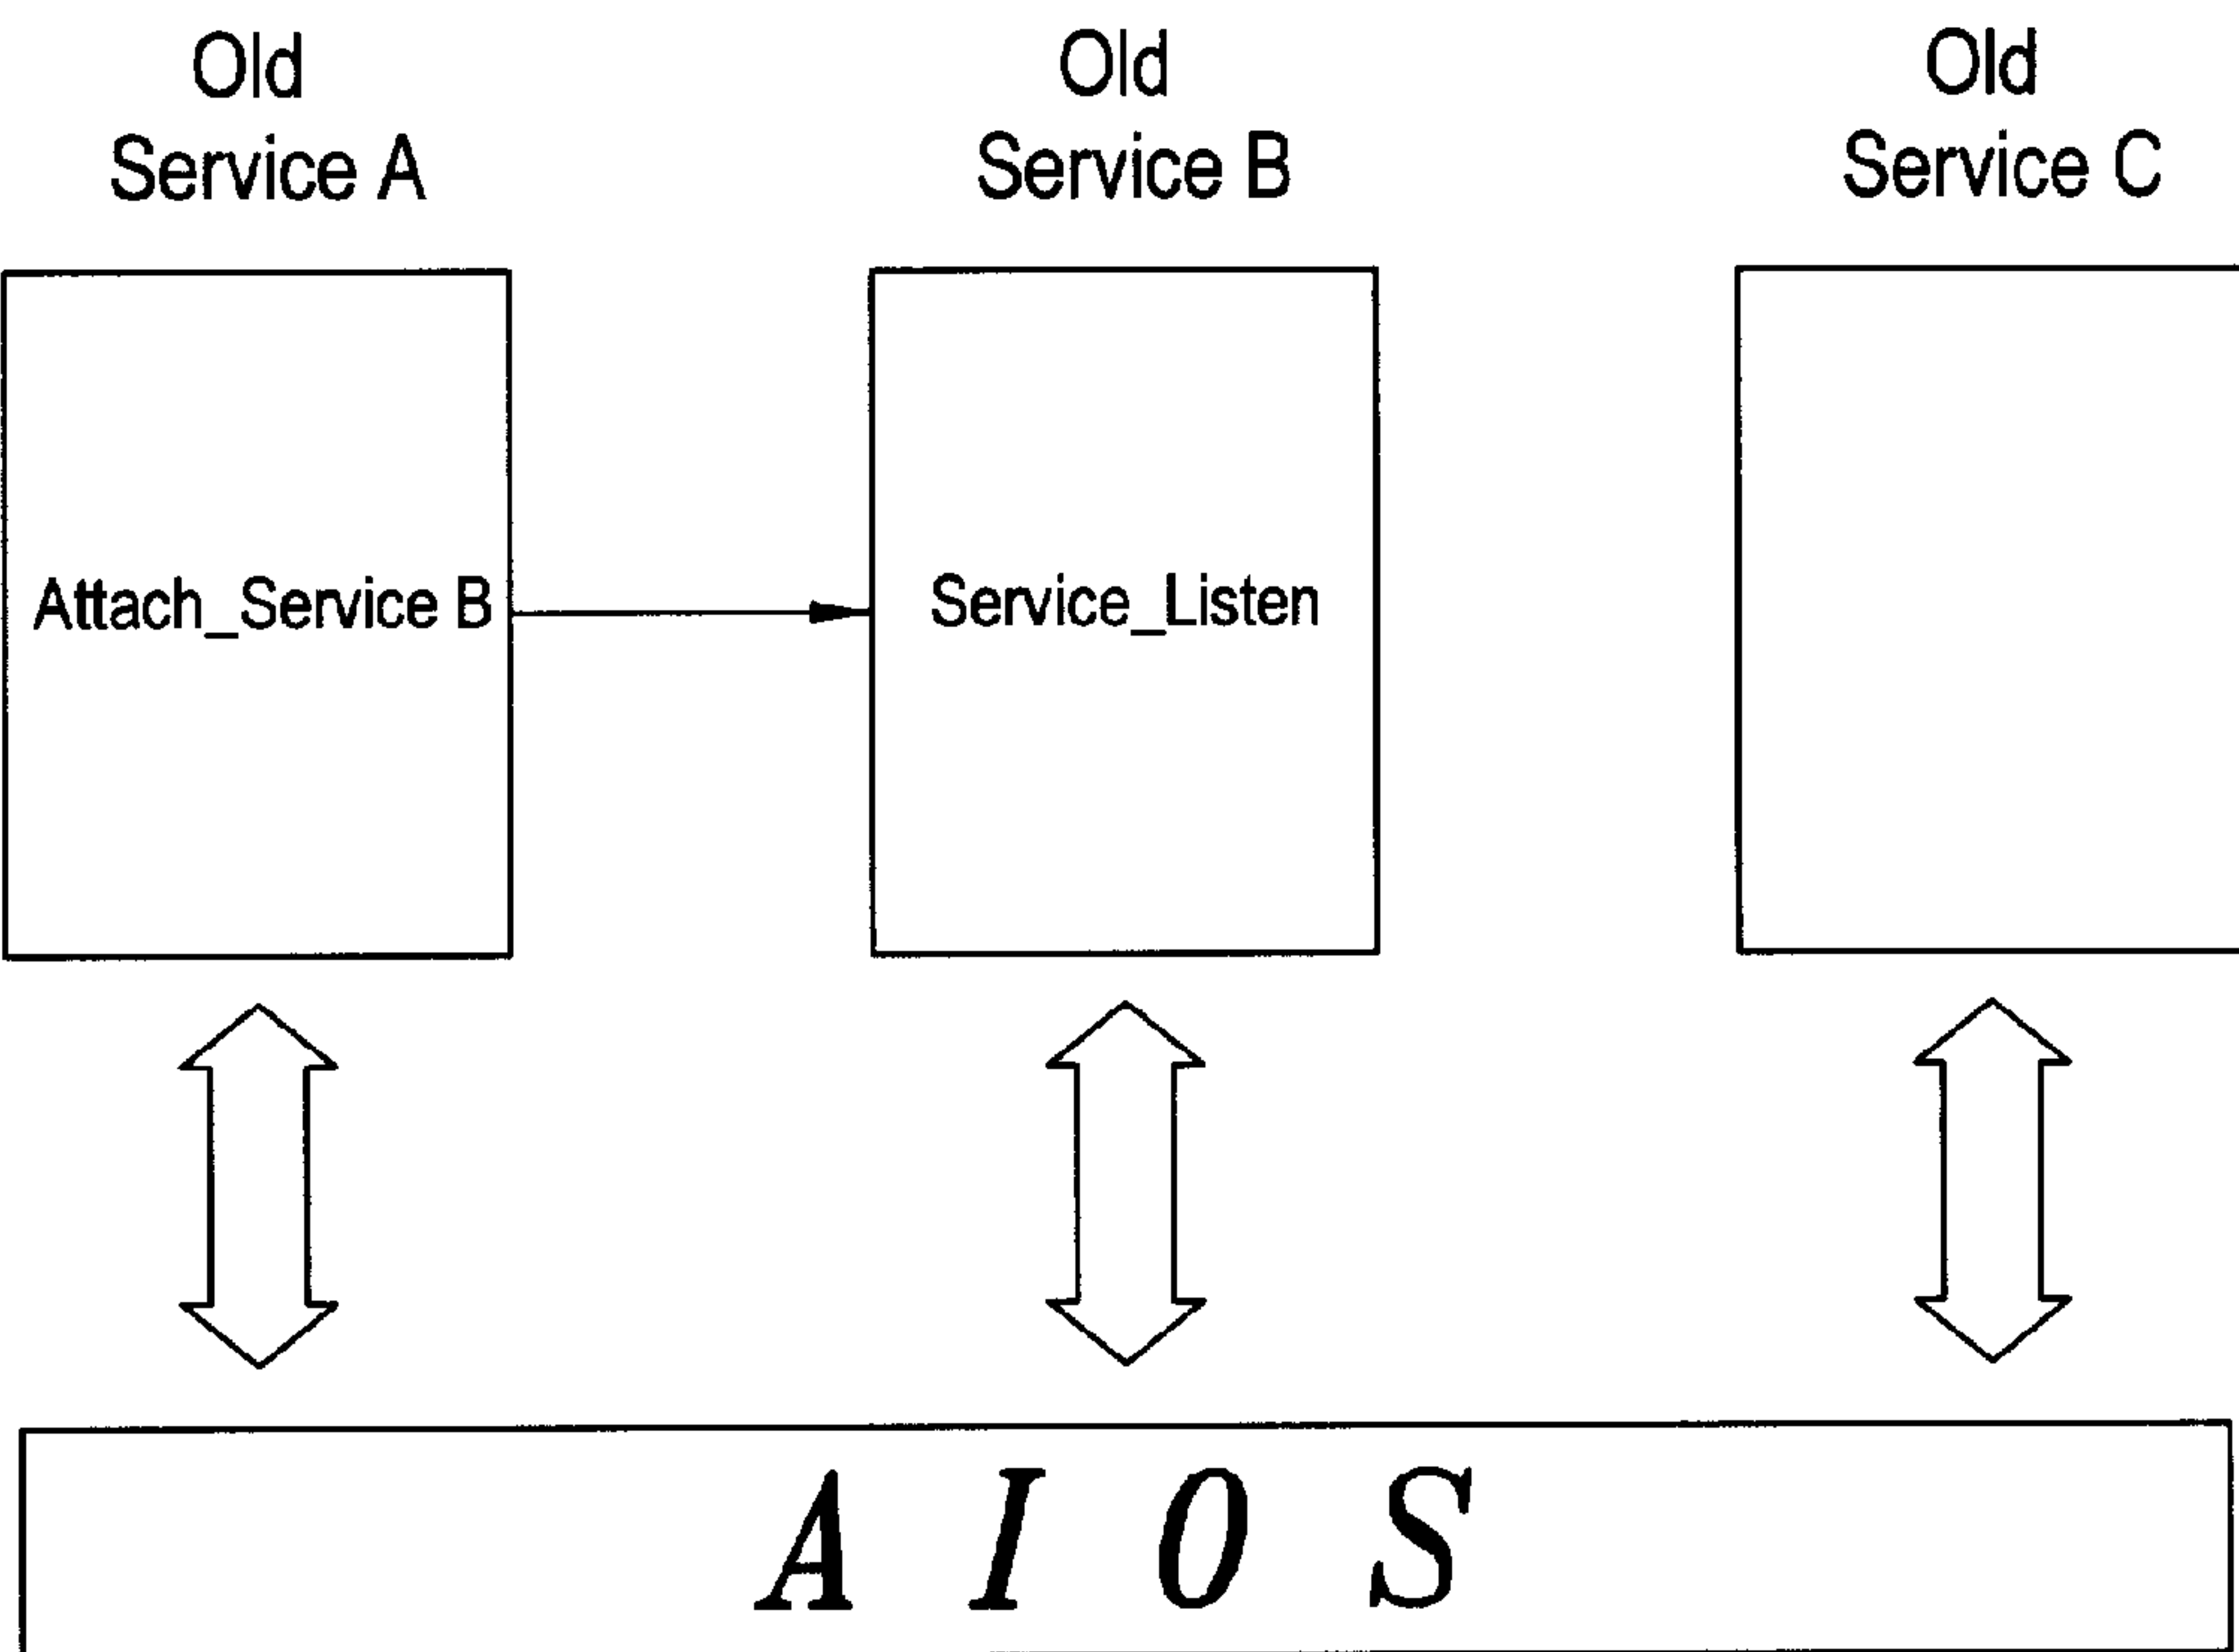 Old
Service A
Old
Service B
Old
Service C
Attach_Service B
Service_Listen
A I O S